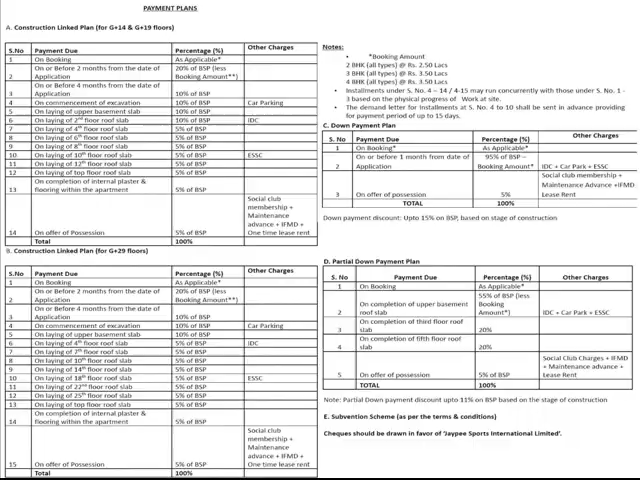 PAYMENT PLANS
A. Construction Linked Plan (for G+14 & G+19 floors)
S.No Payment Due Percentage (%) Other Charges
1 On Booking As Applicable*
2 On or Before 2 months from the date of Application 20% of BSP (less Booking Amount**)
3 On or Before 4 months from the date of Application 10% of BSP
4 On commencement of excavation 10% of BSP Car Parking
5 On laying of upper basement slab 10% of BSP
6 On laying of 2nd floor roof slab 10% of BSP IDC
7 On laying of 4th floor roof slab 5% of BSP
8 On laying of 6th floor roof slab 5% of BSP
9 On laying of 8th floor roof slab 5% of BSP
10 On laying of 10th floor roof slab 5% of BSP ESSC
11 On laying of 12th floor roof slab 5% of BSP
12 On laying of top floor roof slab 5% of BSP
13 On completion of internal plaster & flooring within the apartment 5% of BSP
14 On offer of Possession 5% of BSP Social club membership + Maintenance advance + IFMD + One time lease rent
Total 100%
B. Construction Linked Plan (for G+29 floors)
S.No Payment Due Percentage (%) Other Charges
1 On Booking As Applicable*
2 On or Before 2 months from the date of Application 20% of BSP (less Booking Amount**)
3 On or Before 4 months from the date of Application 10% of BSP
4 On commencement of excavation 10% of BSP Car Parking
5 On laying of upper basement slab 10% of BSP
6 On laying of 4th floor roof slab 5% of BSP IDC
7 On laying of 7th floor roof slab 5% of BSP
8 On laying of 10th floor roof slab 5% of BSP
9 On laying of 14th floor roof slab 5% of BSP
10 On laying of 18th floor roof slab 5% of BSP ESSC
11 On laying of 22nd floor roof slab 5% of BSP
12 On laying of 25th floor roof slab 5% of BSP
13 On laying of top floor roof slab 5% of BSP
14 On completion of internal plaster & flooring within the apartment 5% of BSP
15 On offer of Possession 5% of BSP Social club membership + Maintenance advance + IFMD + One time lease rent
Total 100%
Notes:
• *Booking Amount
2 BHK (all types) @ Rs. 2.50 Lacs
3 BHK (all types) @ Rs. 3.50 Lacs
4 BHK (all types) @ Rs. 3.50 Lacs
• Installments under S. No. 4 – 14 / 4-15 may run concurrently with those under S. No. 1 -
3 based on the physical progress of Work at site.
• The demand letter for Installments at S. No. 4 to 10 shall be sent in advance providing
for payment period of up to 15 days.
C. Down Payment Plan
S. No Payment Due Percentage (%) Other Charges
1 On Booking* As Applicable*
2 On or before 1 month from date of Application 95% of BSP – Booking Amount* IDC + Car Park + ESSC
3 On offer of possession 5% Social club membership + Maintenance Advance +IFMD Lease Rent
TOTAL 100%
Down payment discount: Upto 15% on BSP, based on stage of construction
D. Partial Down Payment Plan
S. No Payment Due Percentage (%) Other Charges
1 On Booking As Applicable*
2 On completion of upper basement roof slab 55% of BSP (less Booking Amount*) IDC + Car Park + ESSC
3 On completion of third floor roof slab 20%
4 On completion of fifth floor roof slab 20%
5 On offer of possession 5% of BSP Social Club Charges + IFMD + Maintenance advance + Lease Rent
TOTAL 100%
Note: Partial Down payment discount upto 11% on BSP based on the stage of construction
E. Subvention Scheme (as per the terms & conditions)
Cheques should be drawn in favor of 'Jaypee Sports International Limited'.